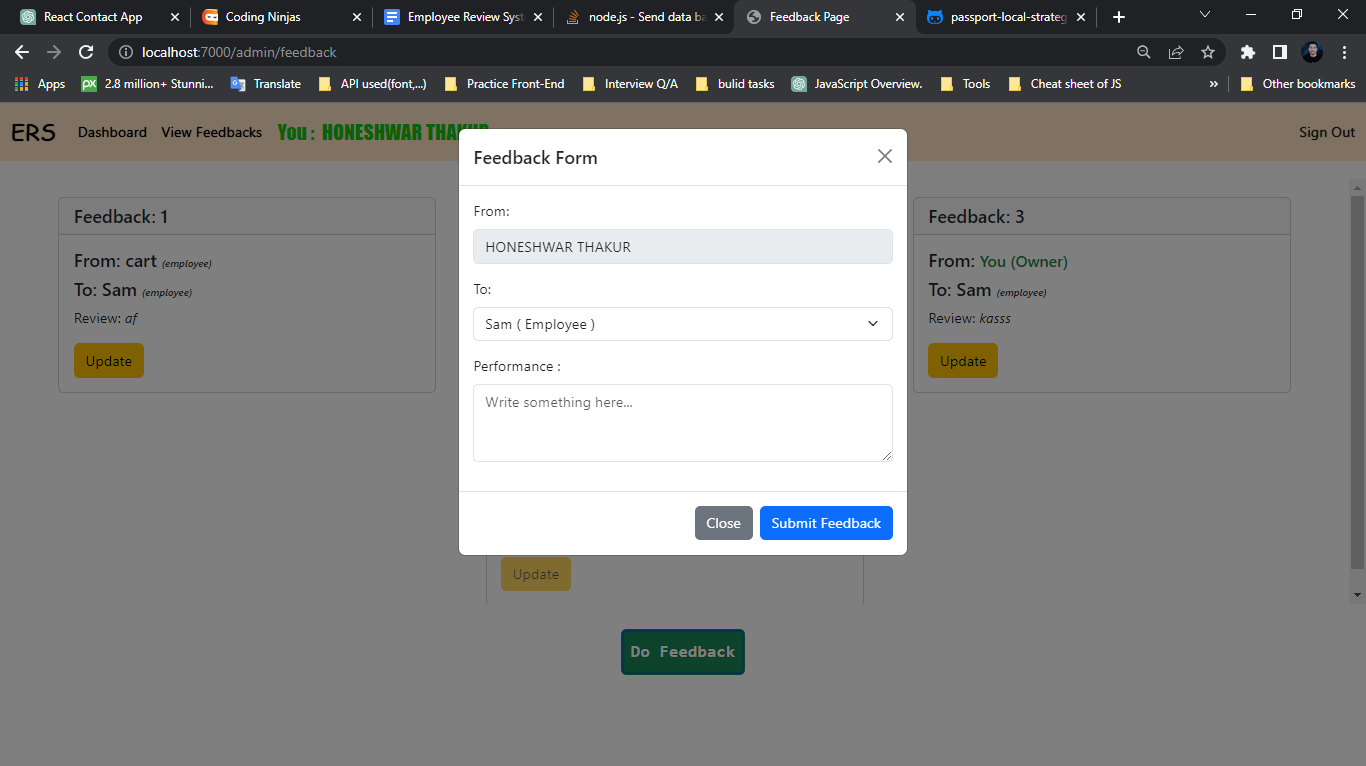 React Contact App
Coding Ninjas
Employee Review Syst
node.js - Send data ba
Feedback Page
passport-local-strateg
localhost:7000/admin/feedback
Apps
2.8 million+ Stunni...
Translate
API used(font,...)
Practice Front-End
Interview Q/A
bulid tasks
JavaScript Overview.
Tools
Cheat sheet of JS
»
Other bookmarks
ERS
Dashboard
View Feedbacks
You : HONESHWAR THAKUR
Sign Out
Feedback Form
From:
HONESHWAR THAKUR
To:
Sam ( Employee )
Performance :
Write something here...
Close
Submit Feedback
Feedback: 1
From: cart (employee)
To: Sam (employee)
Review: af
Update
Feedback: 3
From: You (Owner)
To: Sam (employee)
Review: kasss
Update
Update
Do Feedback